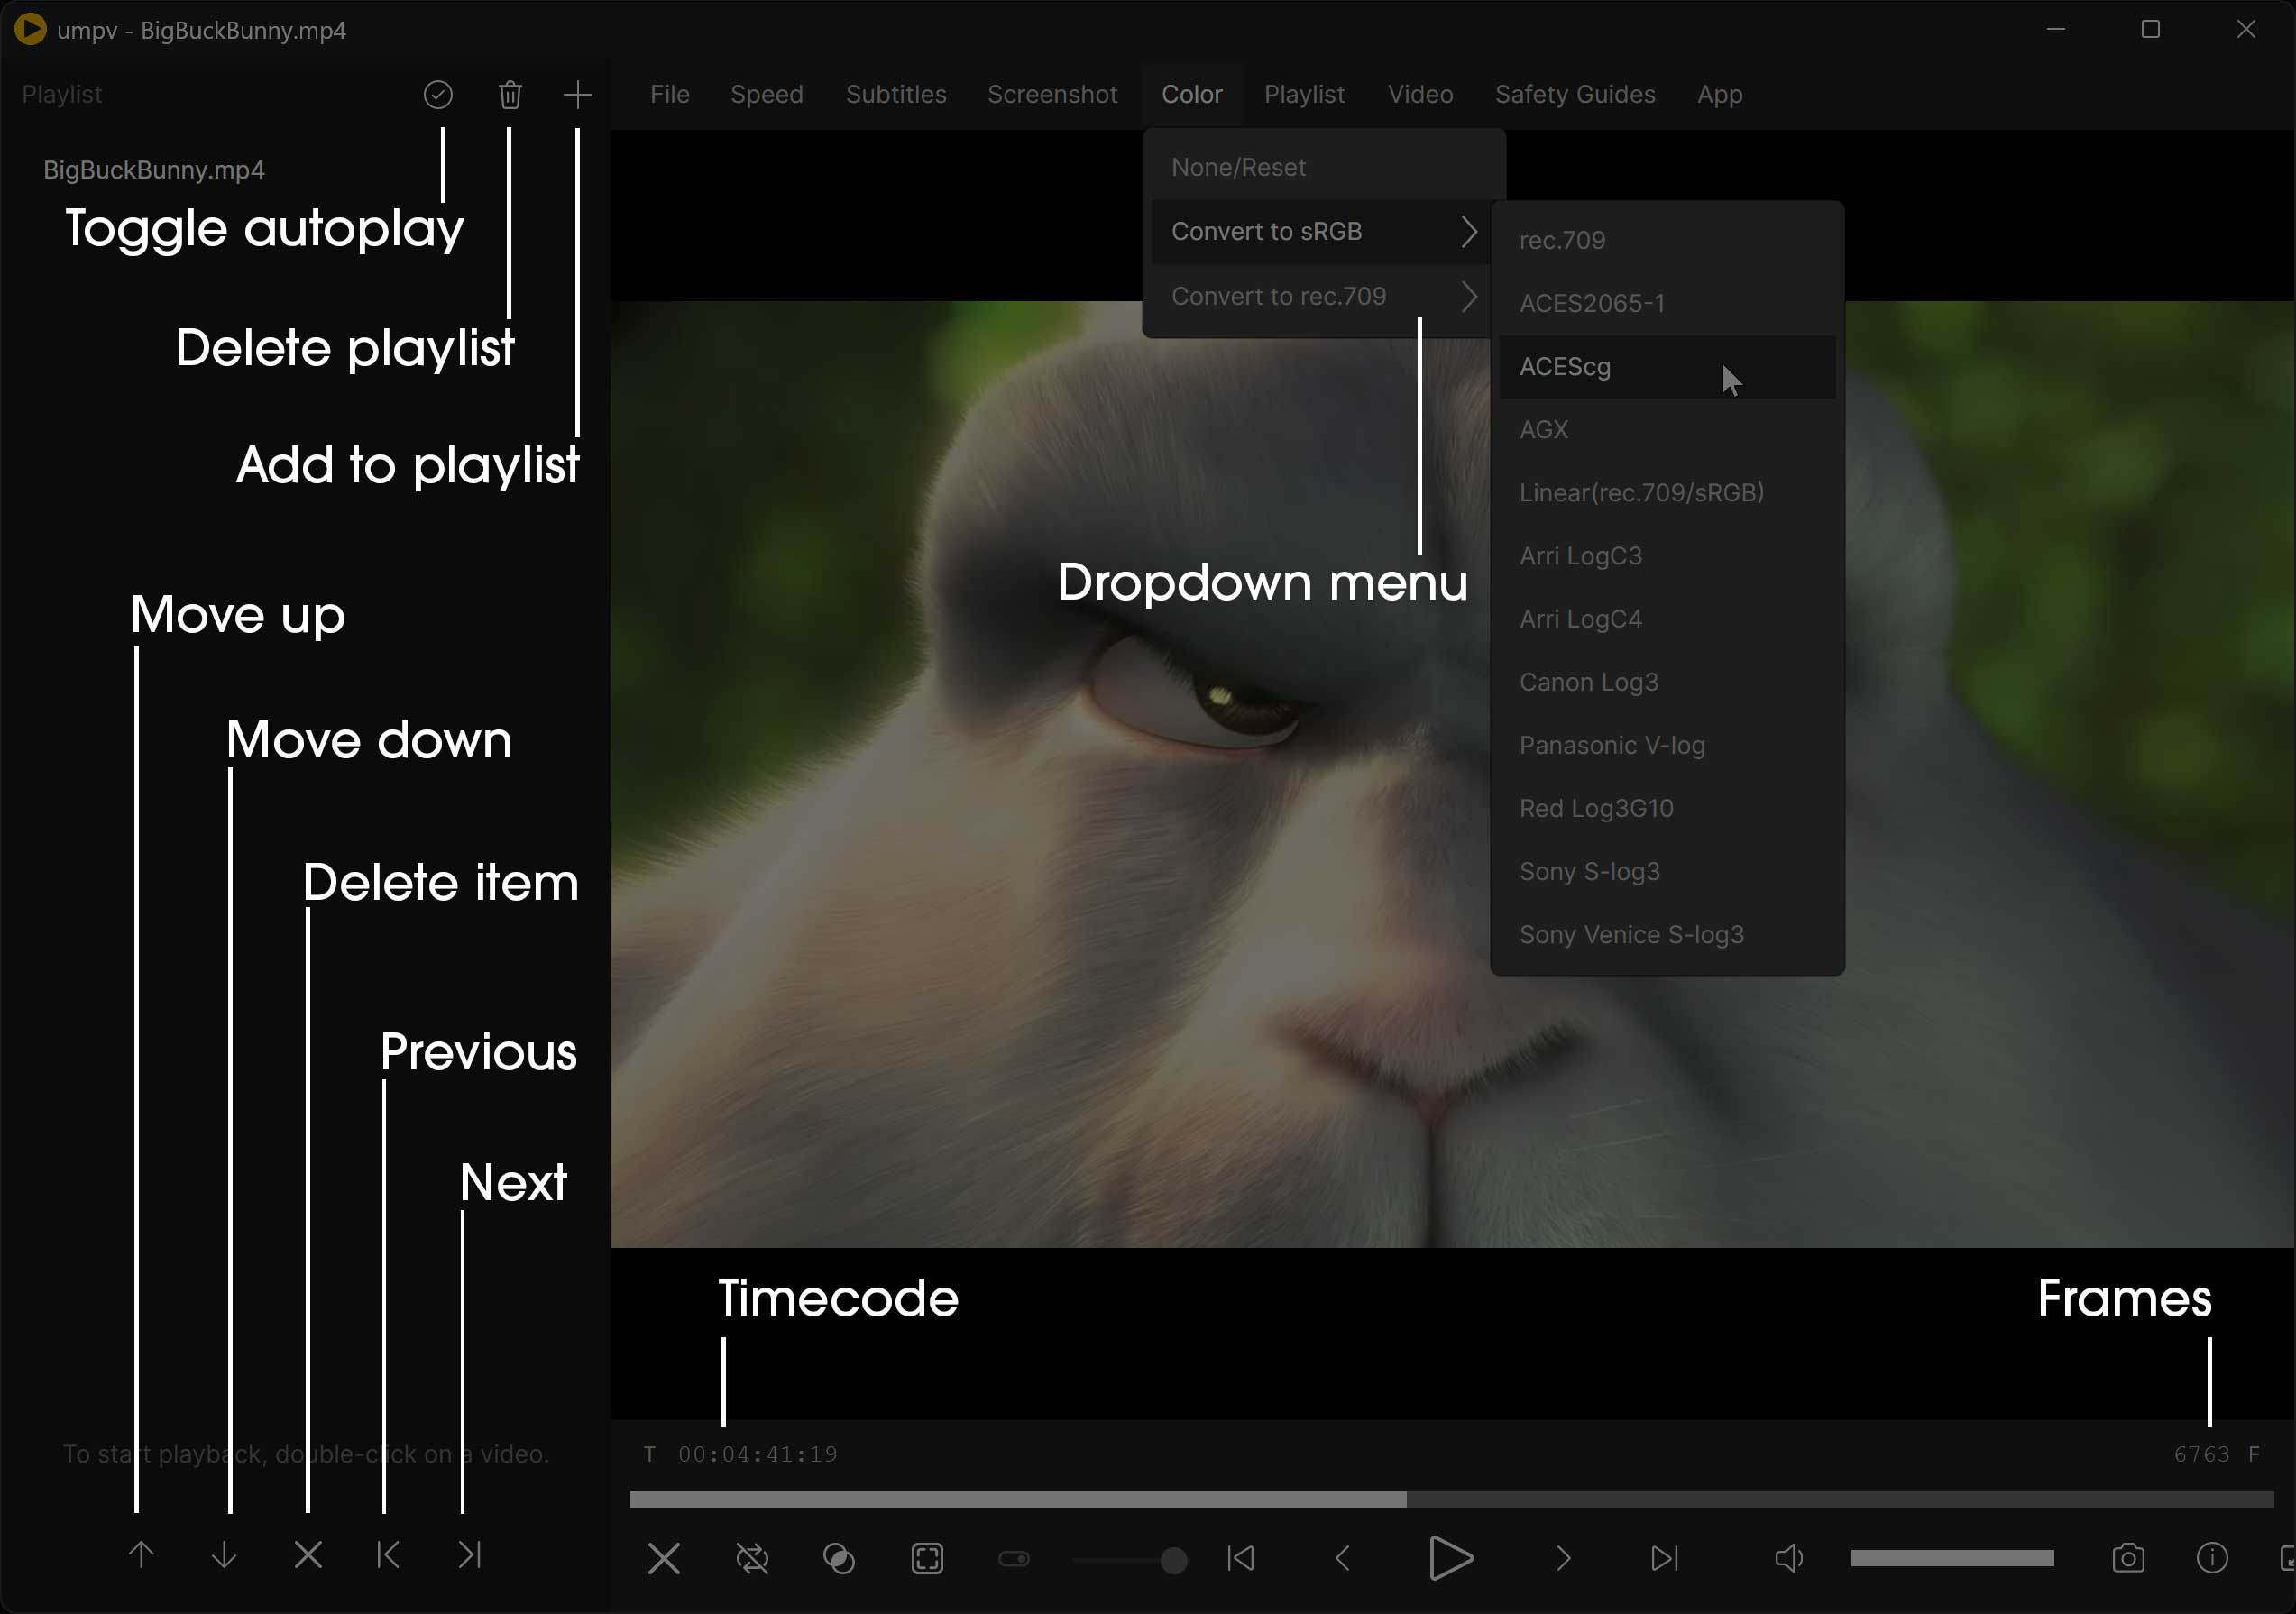 umpv - BigBuckBunny.mp4
Playlist
File Speed Subtitles Screenshot Color Playlist Video Safety Guides App
BigBuckBunny.mp4
Toggle autoplay
Delete playlist
Add to playlist
None/Reset
Convert to sRGB
Convert to rec.709
rec.709
ACES2065-1
ACEScg
AGX
Linear(rec.709/sRGB)
Arri LogC3
Arri LogC4
Canon Log3
Panasonic V-log
Red Log3G10
Sony S-log3
Sony Venice S-log3
Dropdown menu
Move up
Move down
Delete item
Previous
Next
Timecode
Frames
To start playback, double-click on a video.
T 00:04:41:19
6763 F